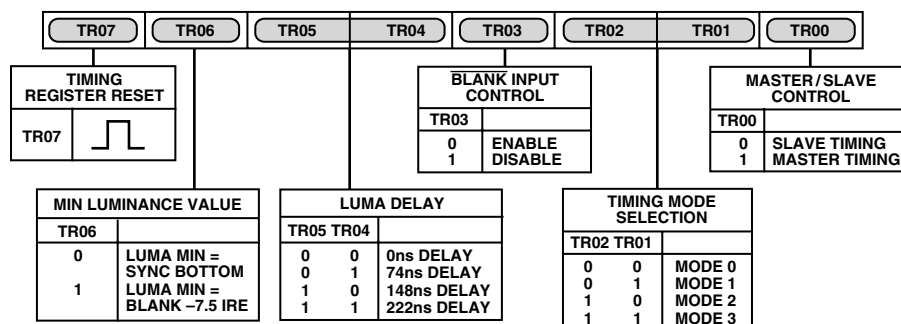 TR07 TR06 TR05 TR04 TR03 TR02 TR01 TR00
TIMING
REGISTER RESET
TR07
BLANK INPUT
CONTROL
TR03
0 ENABLE
1 DISABLE
MASTER/SLAVE
CONTROL
TR00
0 SLAVE TIMING
1 MASTER TIMING
MIN LUMINANCE VALUE
TR06
0 LUMA MIN =
SYNC BOTTOM
1 LUMA MIN =
BLANK –7.5 IRE
LUMA DELAY
TR05 TR04
0 0 0ns DELAY
0 1 74ns DELAY
1 0 148ns DELAY
1 1 222ns DELAY
TIMING MODE
SELECTION
TR02 TR01
0 0 MODE 0
0 1 MODE 1
1 0 MODE 2
1 1 MODE 3